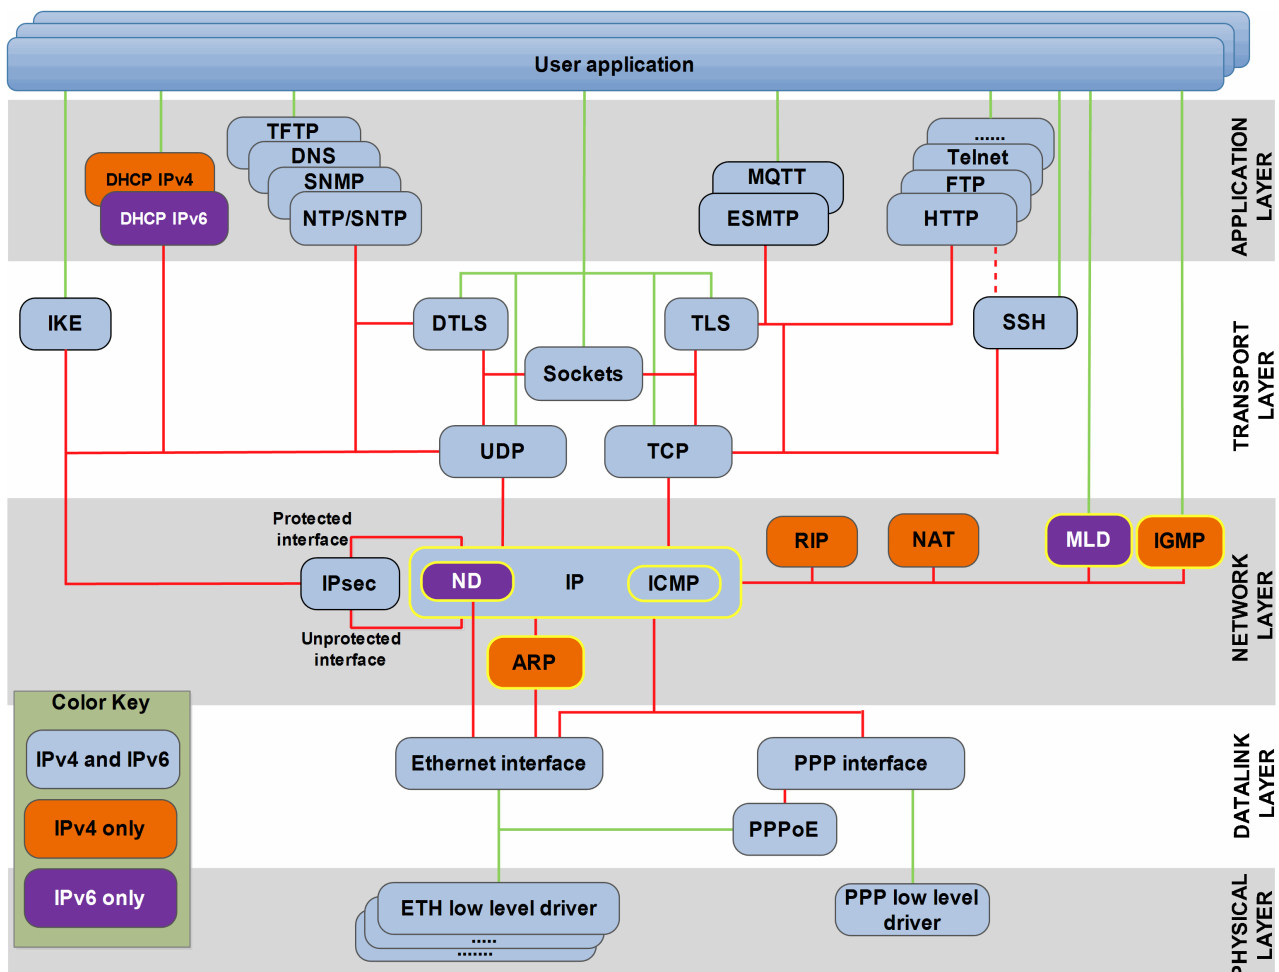 User application
APPLICATION
LAYER
TFTP
DNS
SNMP
NTP/SNTP
DHCP IPv4
DHCP IPv6
MQTT
ESMTP
......
Telnet
FTP
HTTP
TRANSPORT
LAYER
IKE
DTLS
TLS
SSH
Sockets
UDP
TCP
NETWORK
LAYER
Protected
interface
IPsec
Unprotected
interface
ND
IP
ICMP
ARP
RIP
NAT
MLD
IGMP
DATALINK
LAYER
Ethernet interface
PPP interface
PPPoE
PHYSICAL
LAYER
ETH low level driver
.....
.......
PPP low level
driver
Color Key
IPv4 and IPv6
IPv4 only
IPv6 only